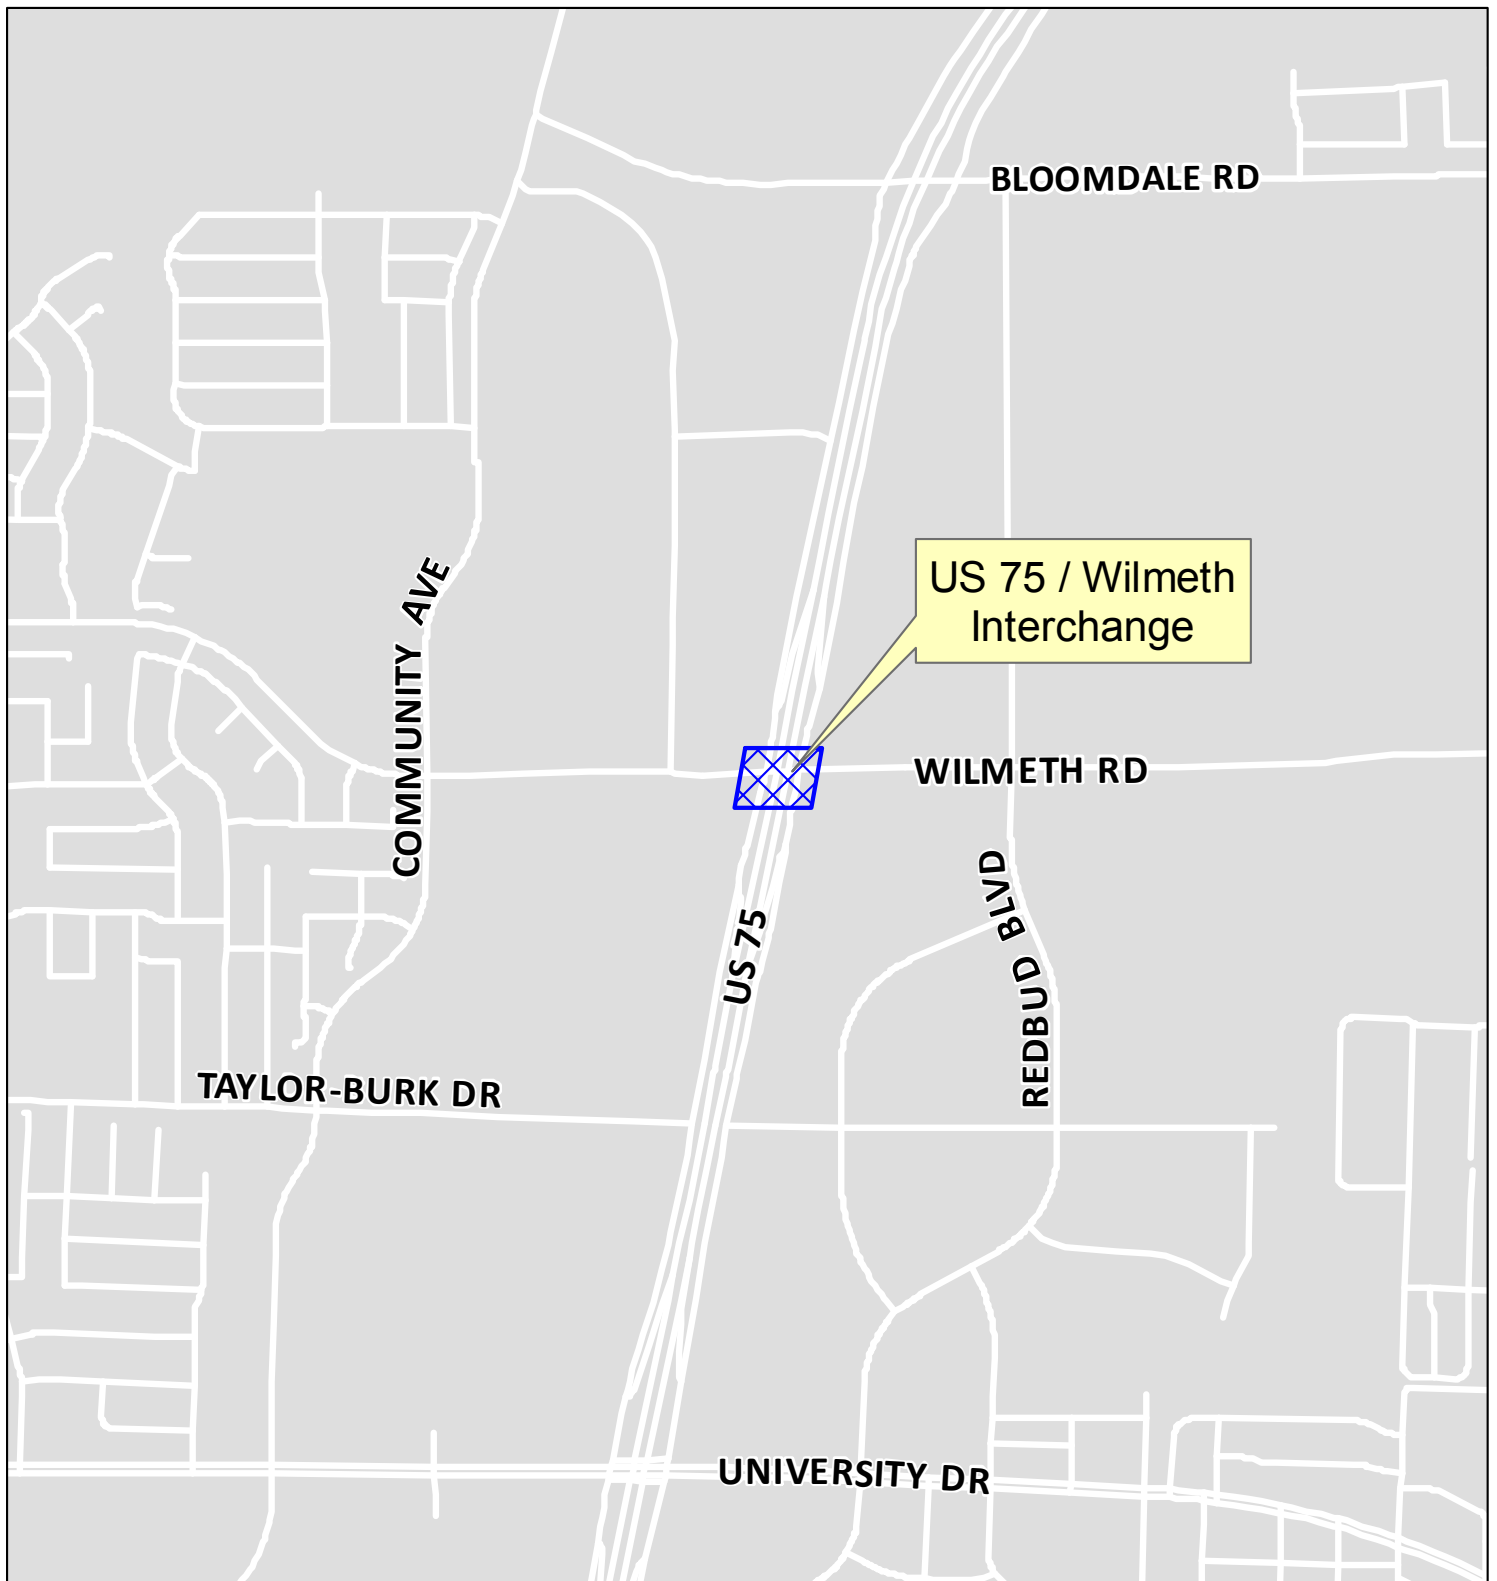 BLOOMDALE RD
COMMUNITY AVE
US 75 / Wilmeth
Interchange
WILMETH RD
REDBUD BLVD
US 75
TAYLOR-BURK DR
UNIVERSITY DR